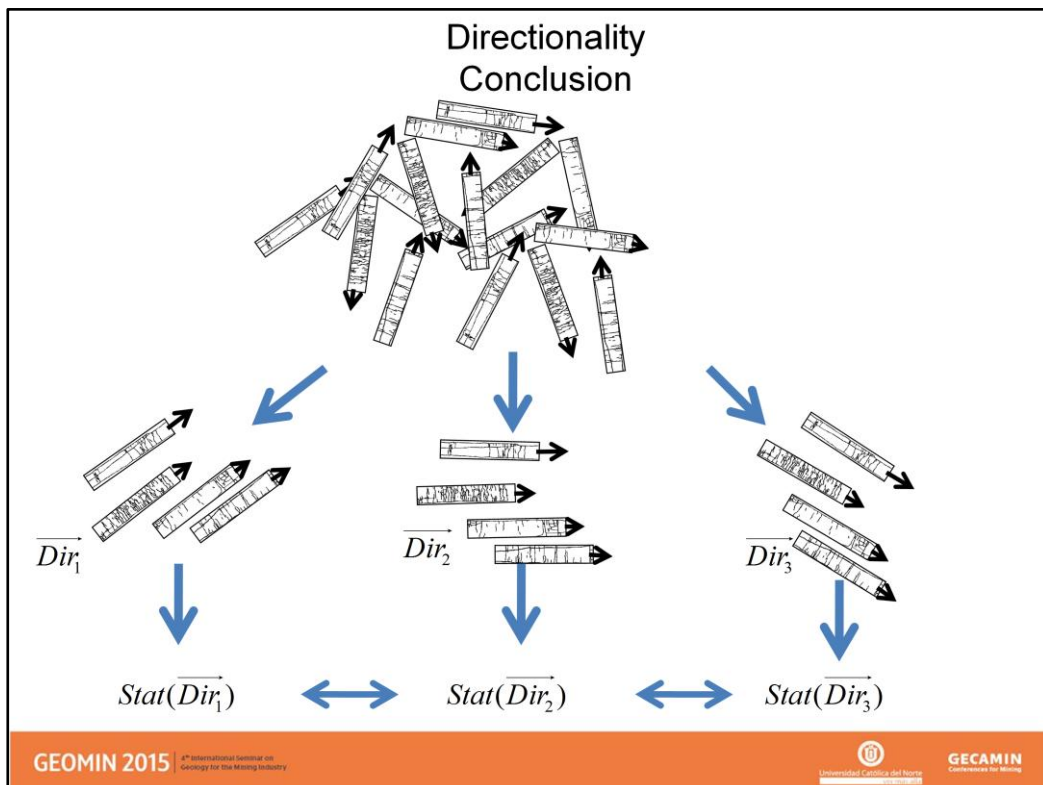 Directionality
Conclusion
Dir₁
Dir₂
Dir₃
Stat(Dir₁)
Stat(Dir₂)
Stat(Dir₃)
GEOMIN 2015
4th International Seminar on
Geology for the Mining Industry
Universidad Católica del Norte
GECAMIN
Conferences for Mining